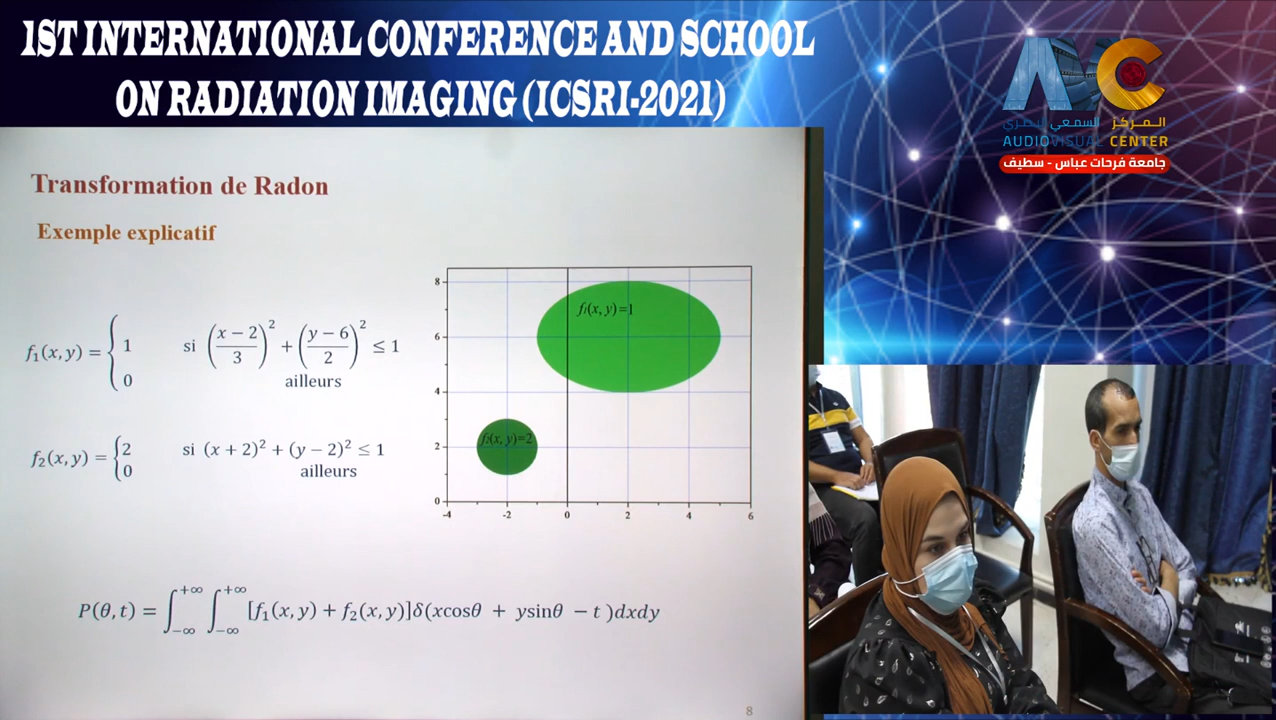 1ST INTERNATIONAL CONFERENCE AND SCHOOL
ON RADIATION IMAGING (ICSRI-2021)
AVC
المركز السمعي البصري
AUDIOVISUAL CENTER
جامعة فرحات عباس - سطيف
Transformation de Radon
Exemple explicatif
f₁(x, y) = { 1 si ((x − 2)/3)² + ((y − 6)/2)² ≤ 1
0 ailleurs
f₂(x, y) = { 2 si (x + 2)² + (y − 2)² ≤ 1
0 ailleurs
8
f₁(x, y)=1
6
4
f₂(x, y)=2
2
0
-4 -2 0 2 4 6
P(θ, t) = ∫₋∞⁺∞ ∫₋∞⁺∞ [f₁(x, y) + f₂(x, y)]δ(xcosθ + ysinθ − t )dxdy
8